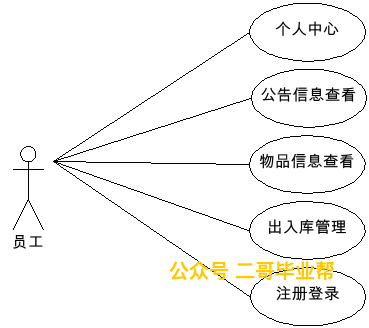 个人中心
公告信息查看
物品信息查看
员工
出入库管理
公众号 二哥毕业帮
注册登录